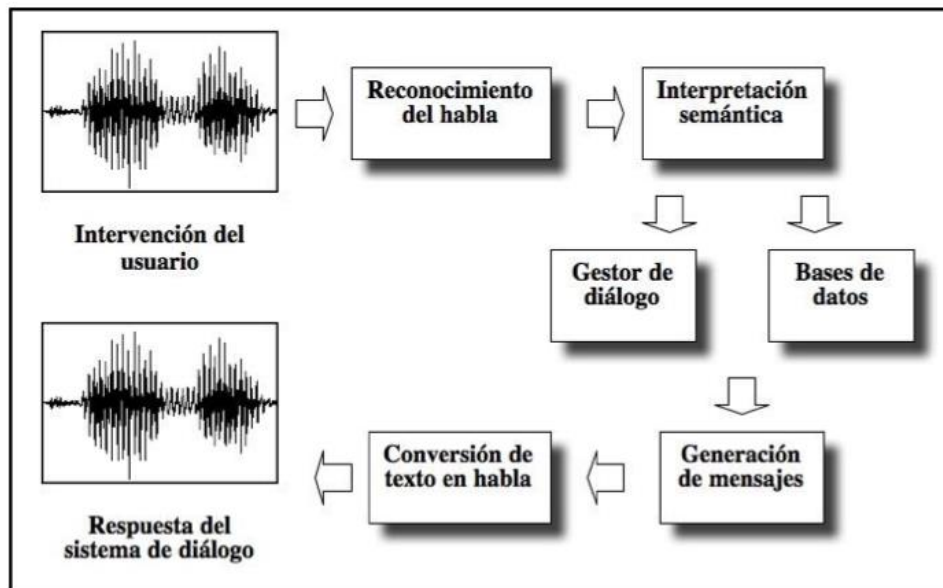 Reconocimiento
del habla
Interpretación
semántica
Intervención del
usuario
Gestor de
diálogo
Bases de
datos
Conversión de
texto en habla
Generación
de mensajes
Respuesta del
sistema de diálogo